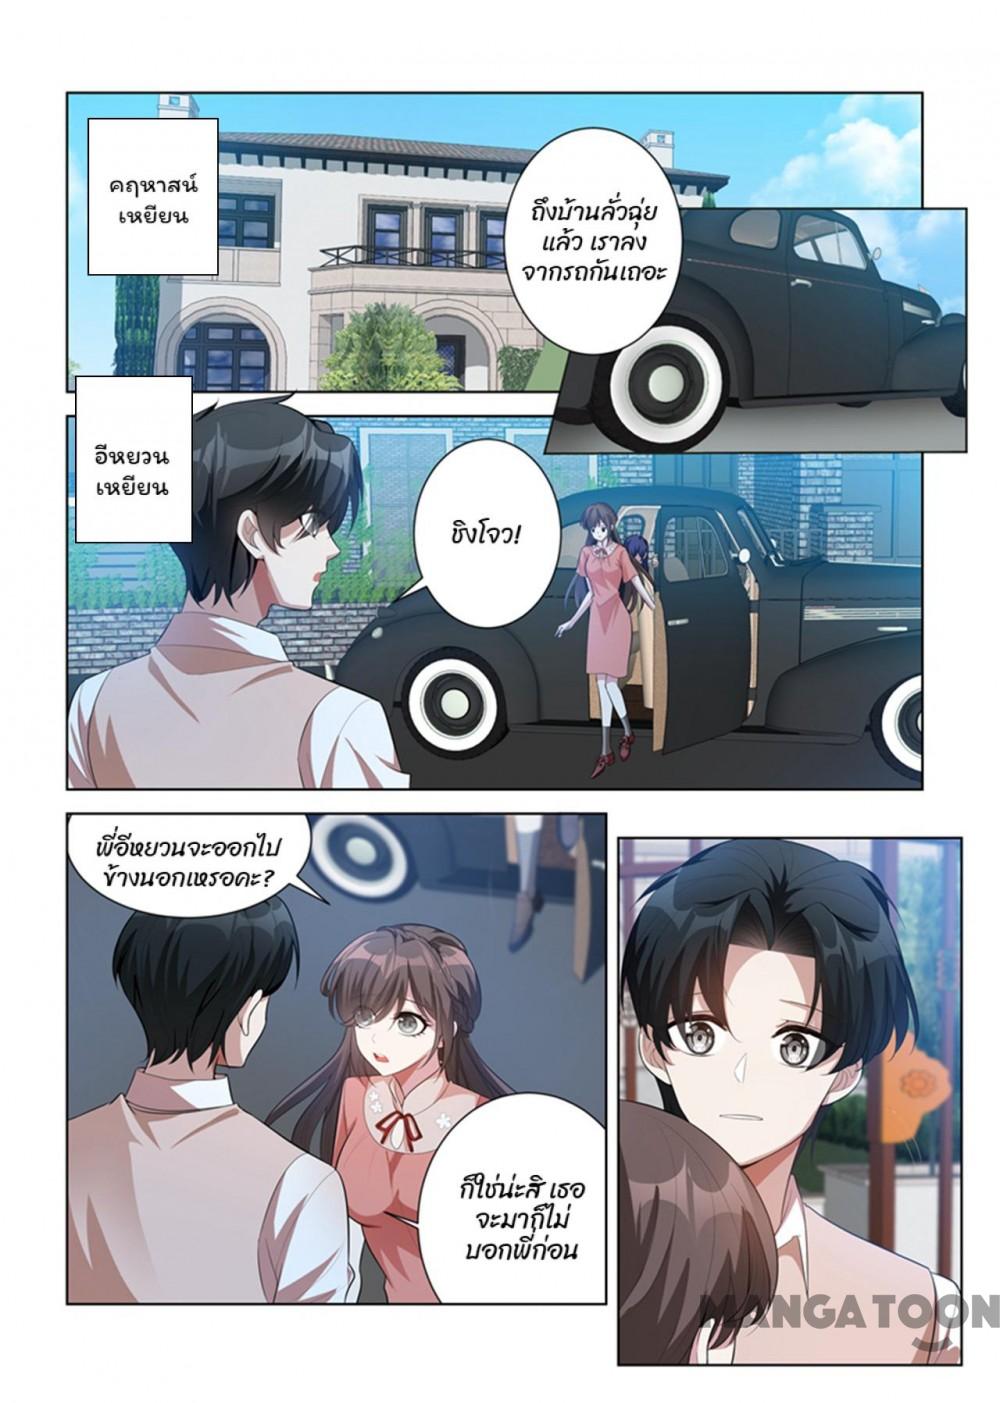 คฤหาสน์
เหยียน
ถึงบ้านลั่วฉุ่ย
แล้ว เราลง
จากรถกันเถอะ
อีหยวน
เหยียน
ชิงโจว!
พี่อีหยวนจะออกไป
ข้างนอกเหรอคะ?
ก็ใช่น่ะสิ เธอ
จะมาก็ไม่
บอกพี่ก่อน
MANGATOON